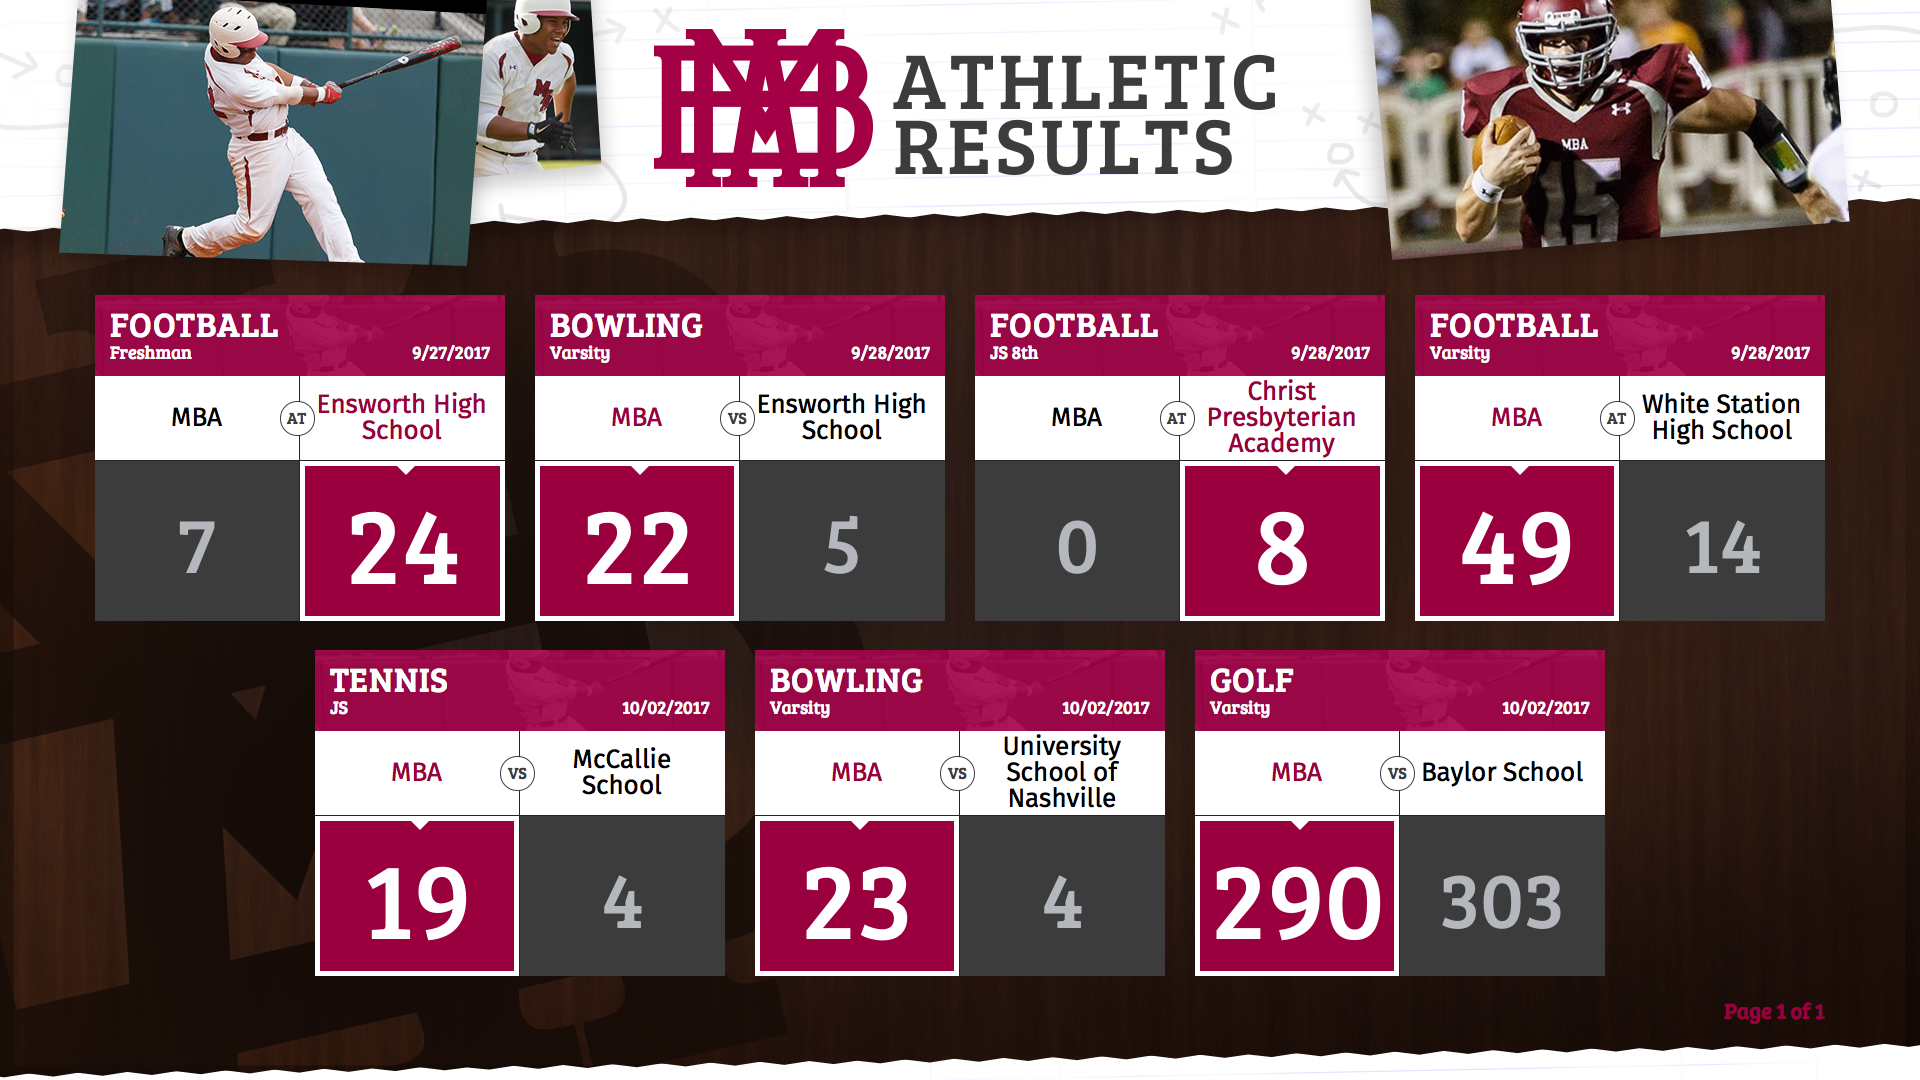 ATHLETIC
RESULTS
MBA
FOOTBALL
Freshman 9/27/2017
MBA AT Ensworth High
School
7 24
BOWLING
Varsity 9/28/2017
MBA VS Ensworth High
School
22 5
FOOTBALL
JS 8th 9/28/2017
MBA AT Christ
Presbyterian
Academy
0 8
FOOTBALL
Varsity 9/28/2017
MBA AT White Station
High School
49 14
TENNIS
JS 10/02/2017
MBA VS McCallie
School
19 4
BOWLING
Varsity 10/02/2017
MBA VS University
School of
Nashville
23 4
GOLF
Varsity 10/02/2017
MBA VS Baylor School
290 303
Page 1 of 1